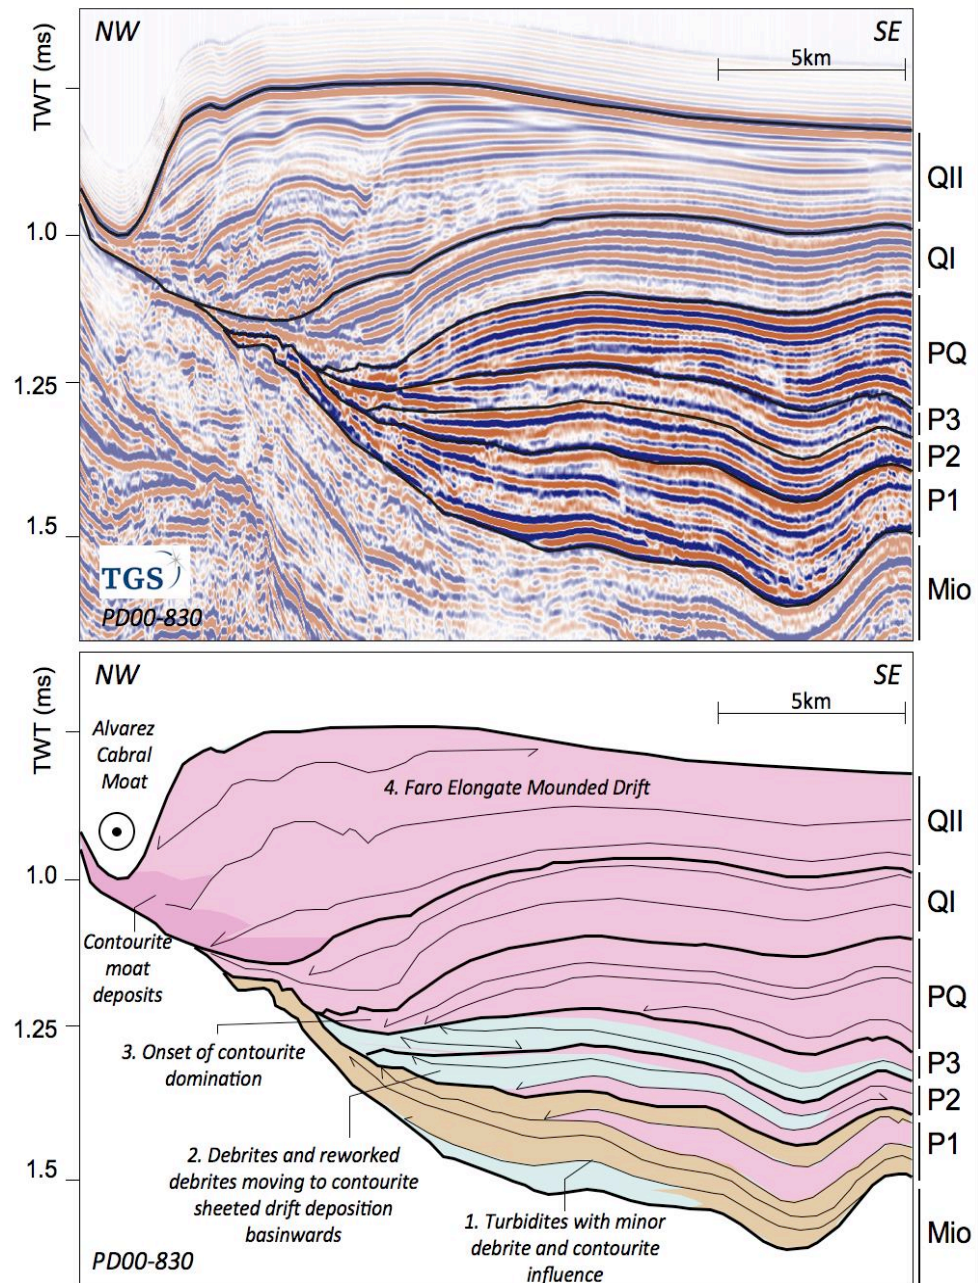 NW
SE
5km
TWT (ms)
1.0
1.25
1.5
QII
QI
PQ
P3
P2
P1
Mio
TGS
PD00-830
NW
SE
5km
TWT (ms)
Alvarez
Cabral
Moat
4. Faro Elongate Mounded Drift
1.0
1.25
1.5
QII
QI
PQ
P3
P2
P1
Mio
Contourite
moat
deposits
3. Onset of contourite
domination
2. Debrites and reworked
debrites moving to contourite
sheeted drift deposition
basinwards
1. Turbidites with minor
debrite and contourite
influence
PD00-830